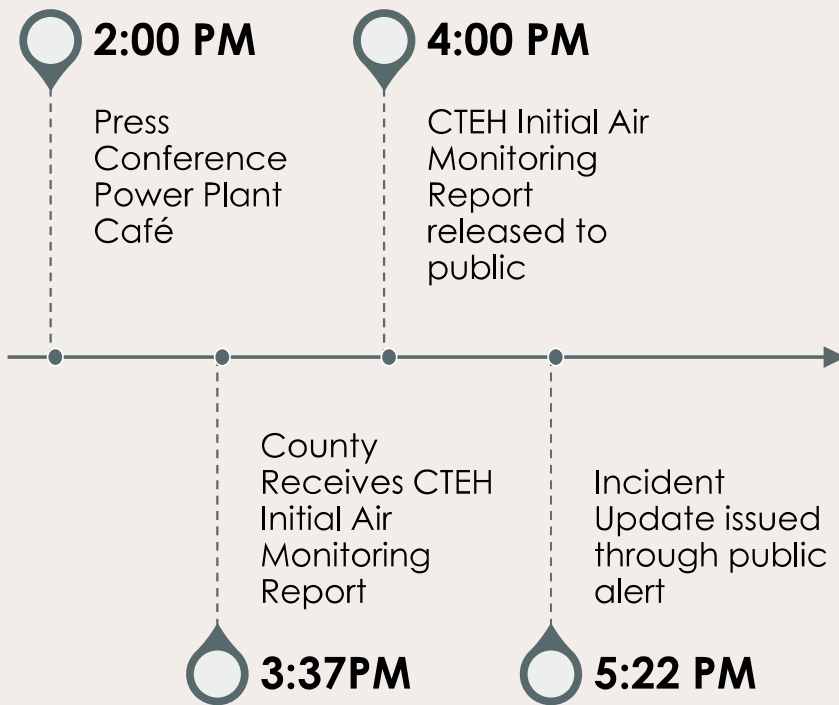 2:00 PM
Press
Conference
Power Plant
Café
4:00 PM
CTEH Initial Air
Monitoring
Report
released to
public
County
Receives CTEH
Initial Air
Monitoring
Report
3:37PM
Incident
Update issued
through public
alert
5:22 PM